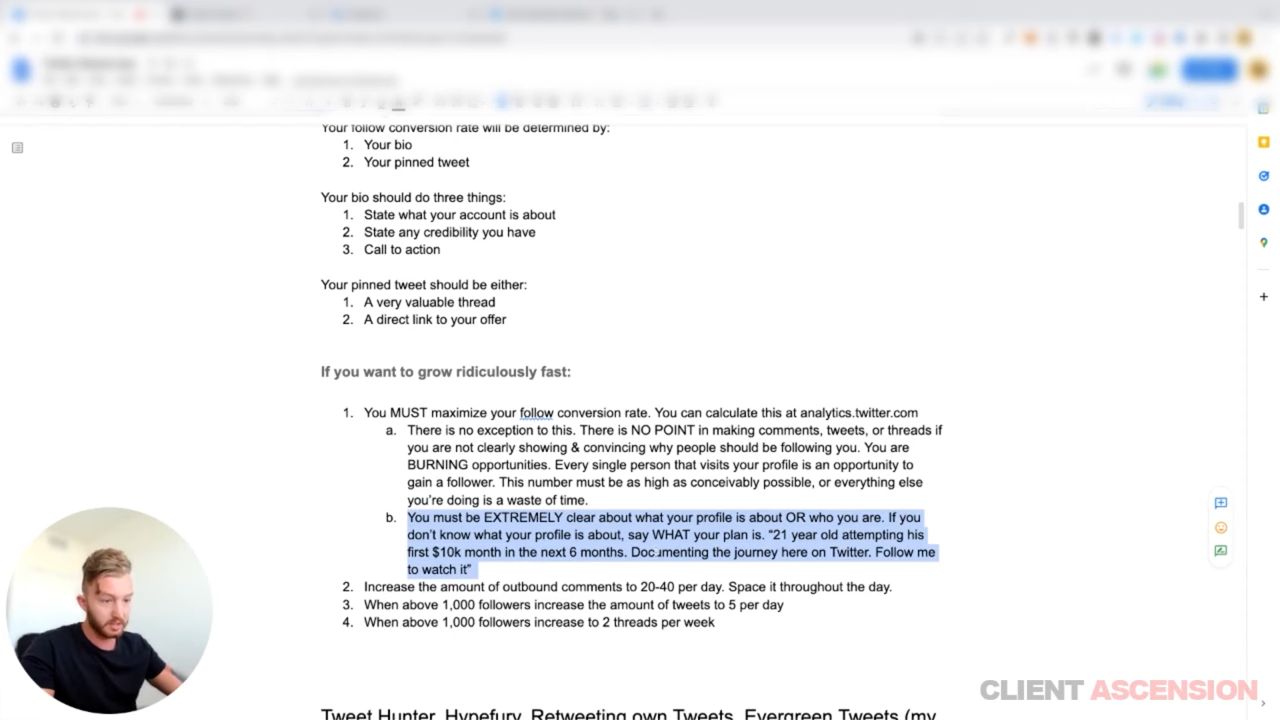 Your follow conversion rate will be determined by:
1. Your bio
2. Your pinned tweet
Your bio should do three things:
1. State what your account is about
2. State any credibility you have
3. Call to action
Your pinned tweet should be either:
1. A very valuable thread
2. A direct link to your offer
If you want to grow ridiculously fast:
1. You MUST maximize your follow conversion rate. You can calculate this at analytics.twitter.com
a. There is no exception to this. There is NO POINT in making comments, tweets, or threads if
you are not clearly showing & convincing why people should be following you. You are
BURNING opportunities. Every single person that visits your profile is an opportunity to
gain a follower. This number must be as high as conceivably possible, or everything else
you're doing is a waste of time.
b. You must be EXTREMELY clear about what your profile is about OR who you are. If you
don't know what your profile is about, say WHAT your plan is. "21 year old attempting his
first $10k month in the next 6 months. Documenting the journey here on Twitter. Follow me
to watch it"
2. Increase the amount of outbound comments to 20-40 per day. Space it throughout the day.
3. When above 1,000 followers increase the amount of tweets to 5 per day
4. When above 1,000 followers increase to 2 threads per week
CLIENT ASCENSION
Tweet Hunter, Hypefury, Retweeting own Tweets, Evergreen Tweets (my